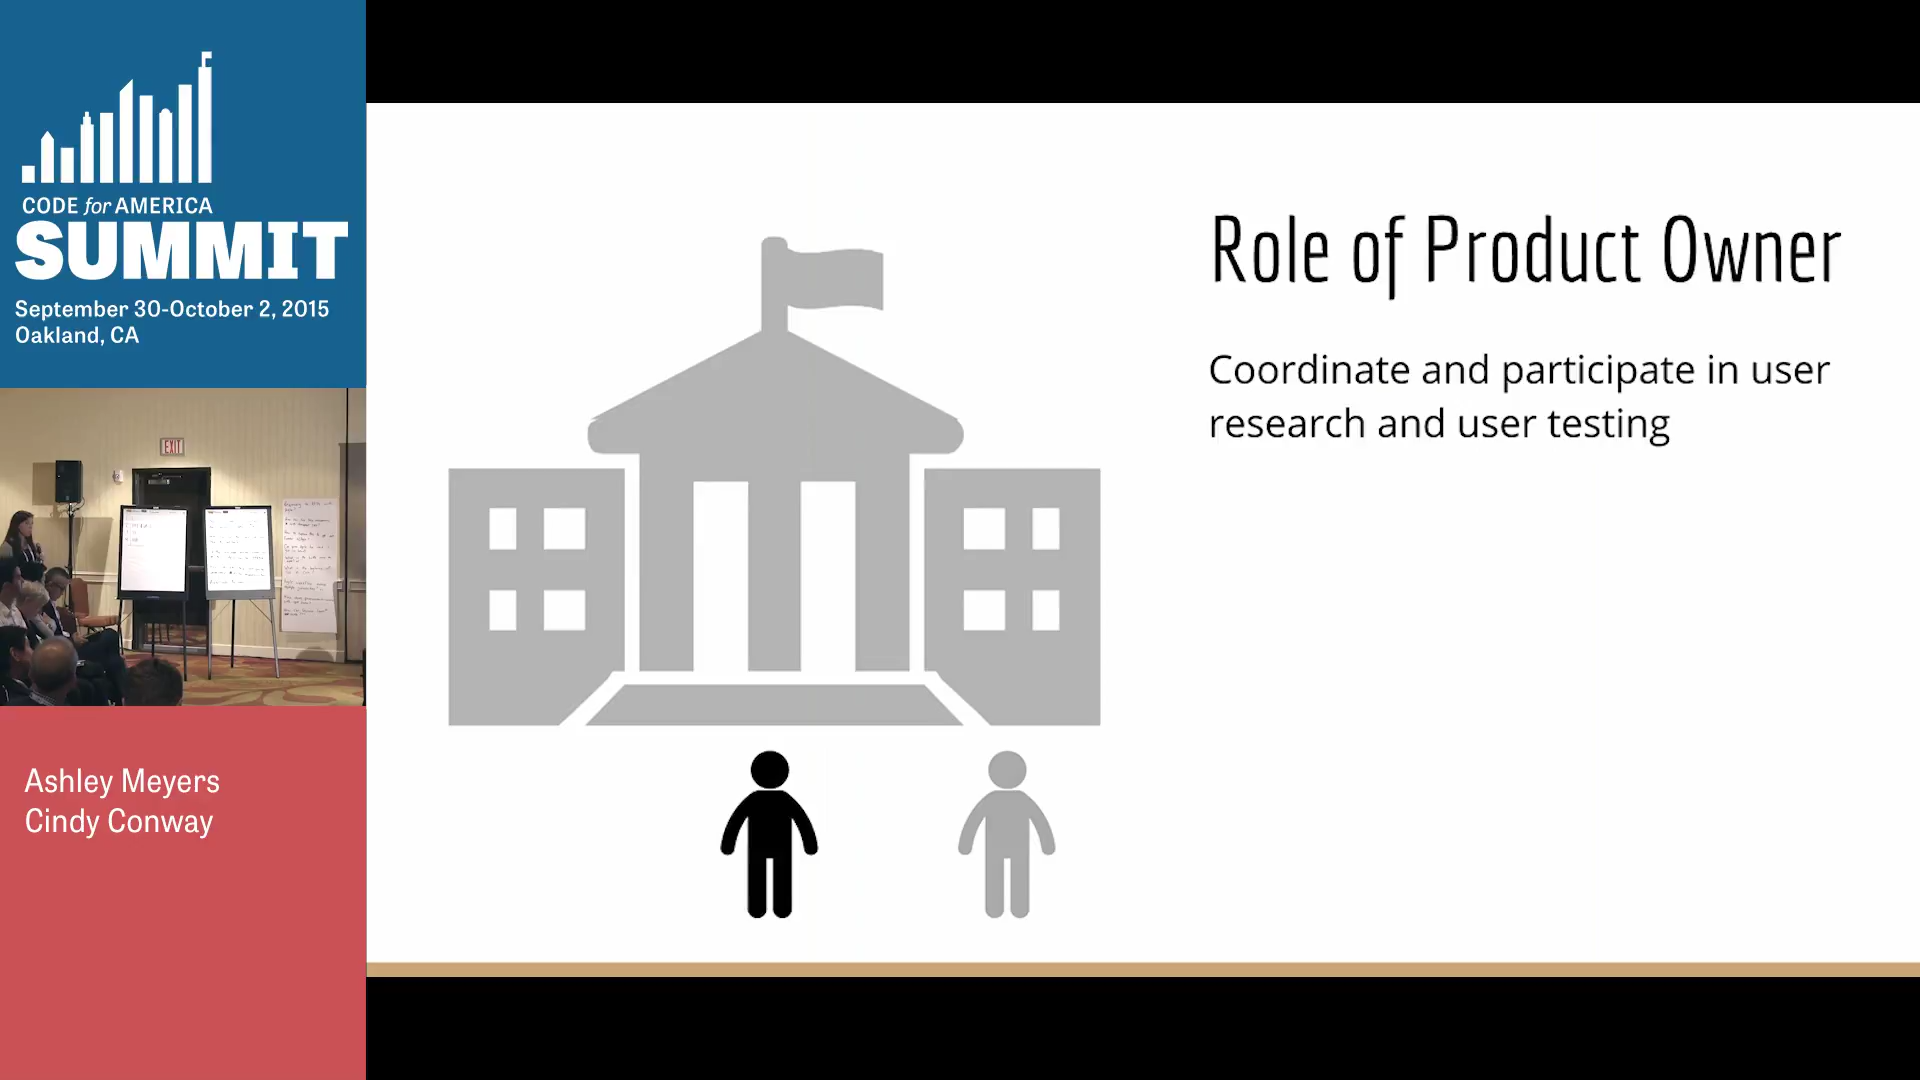 CODE for AMERICA
SUMMIT
September 30-October 2, 2015
Oakland, CA
EXIT
Ashley Meyers
Cindy Conway
Role of Product Owner
Coordinate and participate in user
research and user testing